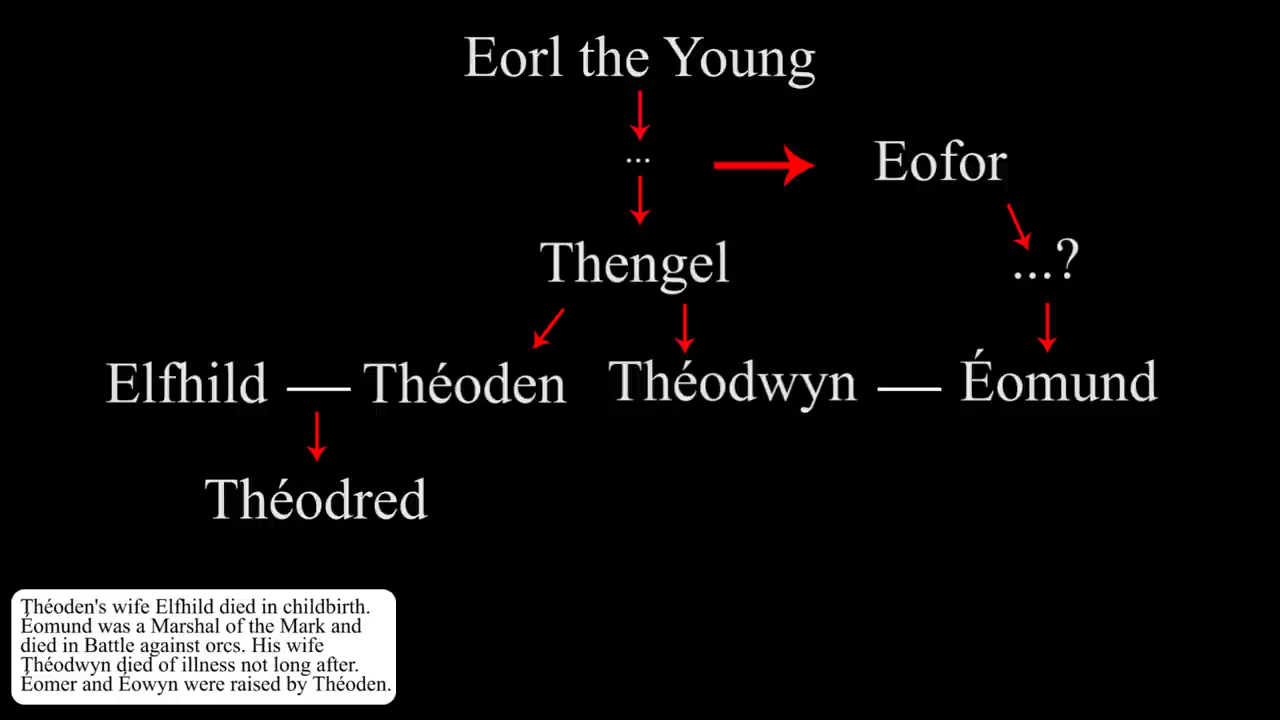 Eorl the Young
...
Eofor
Thengel
...?
Elfhild — Théoden Théodwyn — Éomund
Théodred
Théoden's wife Elfhild died in childbirth.
Éomund was a Marshal of the Mark and
died in Battle against orcs. His wife
Théodwyn died of illness not long after.
Éomer and Éowyn were raised by Théoden.